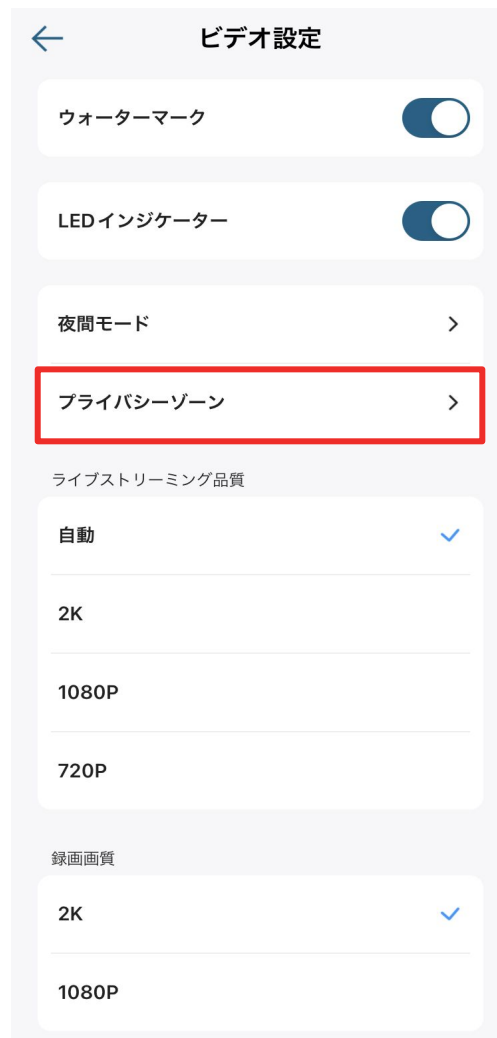 ビデオ設定
ウォーターマーク
LEDインジケーター
夜間モード
プライバシーゾーン
ライブストリーミング品質
自動
2K
1080P
720P
録画画質
2K
1080P